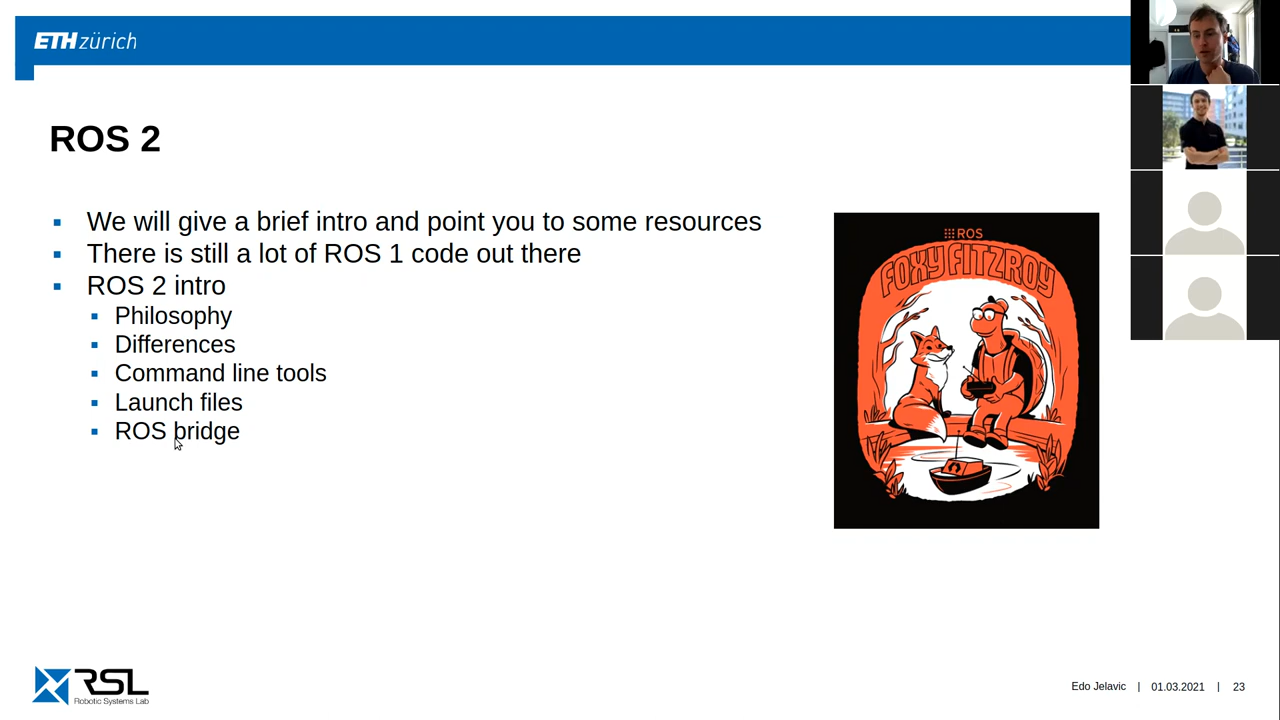 ETH zürich
ROS 2
We will give a brief intro and point you to some resources
There is still a lot of ROS 1 code out there
ROS 2 intro
Philosophy
Differences
Command line tools
Launch files
ROS bridge
ROS
FOXY FITZROY
RSL
Robotic Systems Lab
Edo Jelavic | 01.03.2021 | 23